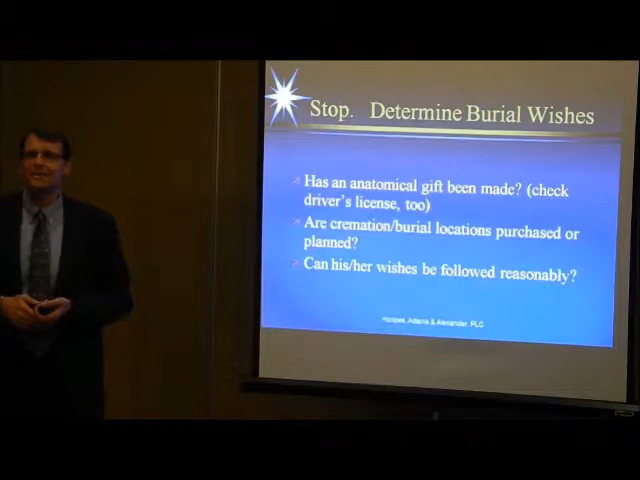 Stop. Determine Burial Wishes
Has an anatomical gift been made? (check
driver's license, too)
Are cremation/burial locations purchased or
planned?
Can his/her wishes be followed reasonably?
Hoopes, Adams & Alexander, PLC